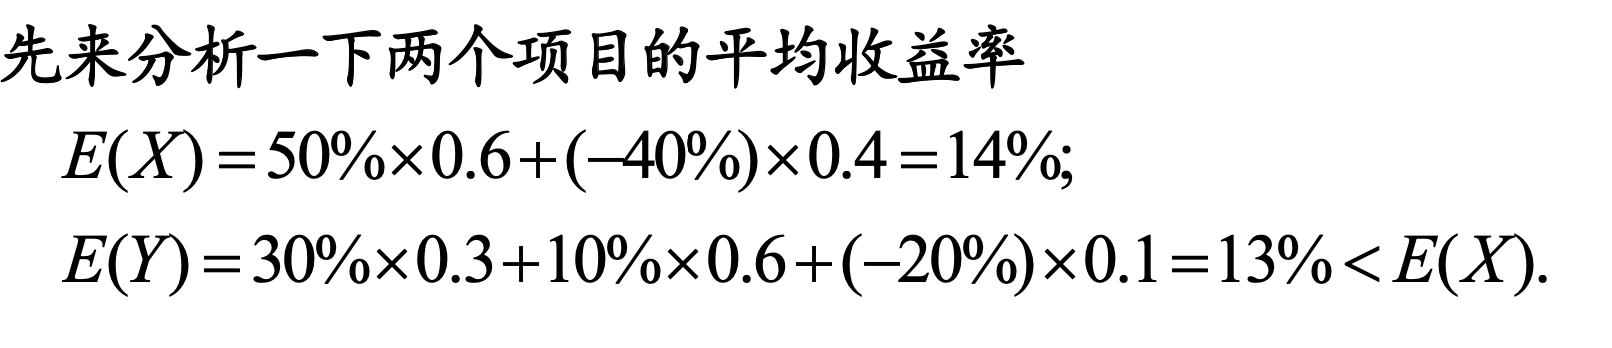 先来分析一下两个项目的平均收益率
E(X)=50%×0.6+(−40%)×0.4=14%;
E(Y)=30%×0.3+10%×0.6+(−20%)×0.1=13%<E(X).